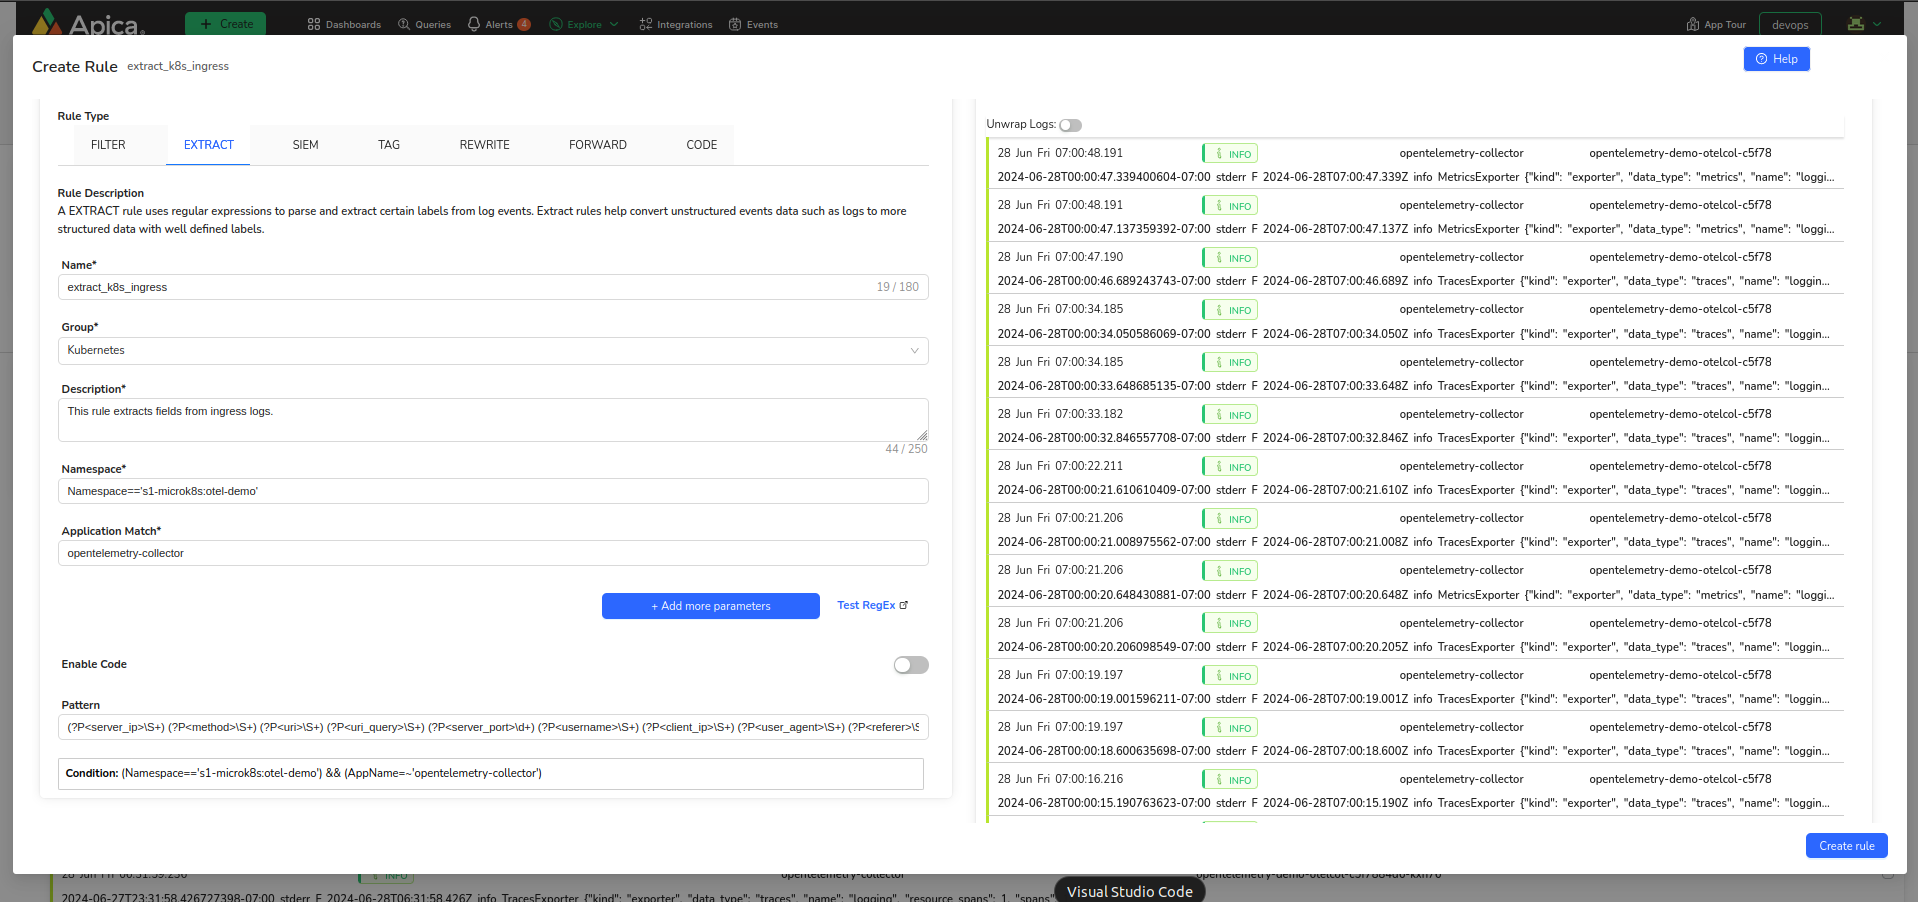 Apica
+ Create
Dashboards
Queries
Alerts 4
Explore
Integrations
Events
App Tour
devops
Create Rule extract_k8s_ingress
Help
Rule Type
FILTER EXTRACT SIEM TAG REWRITE FORWARD CODE
Rule Description
A EXTRACT rule uses regular expressions to parse and extract certain labels from log events. Extract rules help convert unstructured events data such as logs to more
structured data with well defined labels.
Name*
extract_k8s_ingress 19 / 180
Group*
Kubernetes
Description*
This rule extracts fields from ingress logs.
44 / 250
Namespace*
Namespace=='s1-microk8s:otel-demo'
Application Match*
opentelemetry-collector
+ Add more parameters Test RegEx
Enable Code
Pattern
(?P<server_ip>\S+) (?P<method>\S+) (?P<uri>\S+) (?P<uri_query>\S+) (?P<server_port>\d+) (?P<username>\S+) (?P<client_ip>\S+) (?P<user_agent>\S+) (?P<referer>\S
Condition: (Namespace=='s1-microk8s:otel-demo') && (AppName=~'opentelemetry-collector')
Unwrap Logs:
28 Jun Fri 07:00:48.191 INFO opentelemetry-collector opentelemetry-demo-otelcol-c5f78
2024-06-28T00:00:47.339400604-07:00 stderr F 2024-06-28T07:00:47.339Z info MetricsExporter {"kind": "exporter", "data_type": "metrics", "name": "loggi...
28 Jun Fri 07:00:48.191 INFO opentelemetry-collector opentelemetry-demo-otelcol-c5f78
2024-06-28T00:00:47.137359392-07:00 stderr F 2024-06-28T07:00:47.137Z info MetricsExporter {"kind": "exporter", "data_type": "metrics", "name": "loggi...
28 Jun Fri 07:00:47.190 INFO opentelemetry-collector opentelemetry-demo-otelcol-c5f78
2024-06-28T00:00:46.689243743-07:00 stderr F 2024-06-28T07:00:46.689Z info TracesExporter {"kind": "exporter", "data_type": "traces", "name": "loggin...
28 Jun Fri 07:00:34.185 INFO opentelemetry-collector opentelemetry-demo-otelcol-c5f78
2024-06-28T00:00:34.050586069-07:00 stderr F 2024-06-28T07:00:34.050Z info TracesExporter {"kind": "exporter", "data_type": "traces", "name": "loggin...
28 Jun Fri 07:00:34.185 INFO opentelemetry-collector opentelemetry-demo-otelcol-c5f78
2024-06-28T00:00:33.648685135-07:00 stderr F 2024-06-28T07:00:33.648Z info TracesExporter {"kind": "exporter", "data_type": "traces", "name": "loggin...
28 Jun Fri 07:00:33.182 INFO opentelemetry-collector opentelemetry-demo-otelcol-c5f78
2024-06-28T00:00:32.846557708-07:00 stderr F 2024-06-28T07:00:32.846Z info TracesExporter {"kind": "exporter", "data_type": "traces", "name": "loggin...
28 Jun Fri 07:00:22.211 INFO opentelemetry-collector opentelemetry-demo-otelcol-c5f78
2024-06-28T00:00:21.610610409-07:00 stderr F 2024-06-28T07:00:21.610Z info TracesExporter {"kind": "exporter", "data_type": "traces", "name": "loggin...
28 Jun Fri 07:00:21.206 INFO opentelemetry-collector opentelemetry-demo-otelcol-c5f78
2024-06-28T00:00:21.008975562-07:00 stderr F 2024-06-28T07:00:21.008Z info TracesExporter {"kind": "exporter", "data_type": "traces", "name": "loggin...
28 Jun Fri 07:00:21.206 INFO opentelemetry-collector opentelemetry-demo-otelcol-c5f78
2024-06-28T00:00:20.648430881-07:00 stderr F 2024-06-28T07:00:20.648Z info MetricsExporter {"kind": "exporter", "data_type": "metrics", "name": "loggi...
28 Jun Fri 07:00:21.206 INFO opentelemetry-collector opentelemetry-demo-otelcol-c5f78
2024-06-28T00:00:20.206098549-07:00 stderr F 2024-06-28T07:00:20.205Z info TracesExporter {"kind": "exporter", "data_type": "traces", "name": "loggin...
28 Jun Fri 07:00:19.197 INFO opentelemetry-collector opentelemetry-demo-otelcol-c5f78
2024-06-28T00:00:19.001596211-07:00 stderr F 2024-06-28T07:00:19.001Z info TracesExporter {"kind": "exporter", "data_type": "traces", "name": "loggin...
28 Jun Fri 07:00:19.197 INFO opentelemetry-collector opentelemetry-demo-otelcol-c5f78
2024-06-28T00:00:18.600635698-07:00 stderr F 2024-06-28T07:00:18.600Z info TracesExporter {"kind": "exporter", "data_type": "traces", "name": "loggin...
28 Jun Fri 07:00:16.216 INFO opentelemetry-collector opentelemetry-demo-otelcol-c5f78
2024-06-28T00:00:15.190763623-07:00 stderr F 2024-06-28T07:00:15.190Z info TracesExporter {"kind": "exporter", "data_type": "traces", "name": "loggin...
Create rule
2024-06-27T23:31:58.426727398-07:00 stderr F 2024-06-28T06:31:58.426Z info TracesExporter {"kind": "exporter", "data_type": "traces", "name": "logging", "resource_spans": 1, "spans"
Visual Studio Code